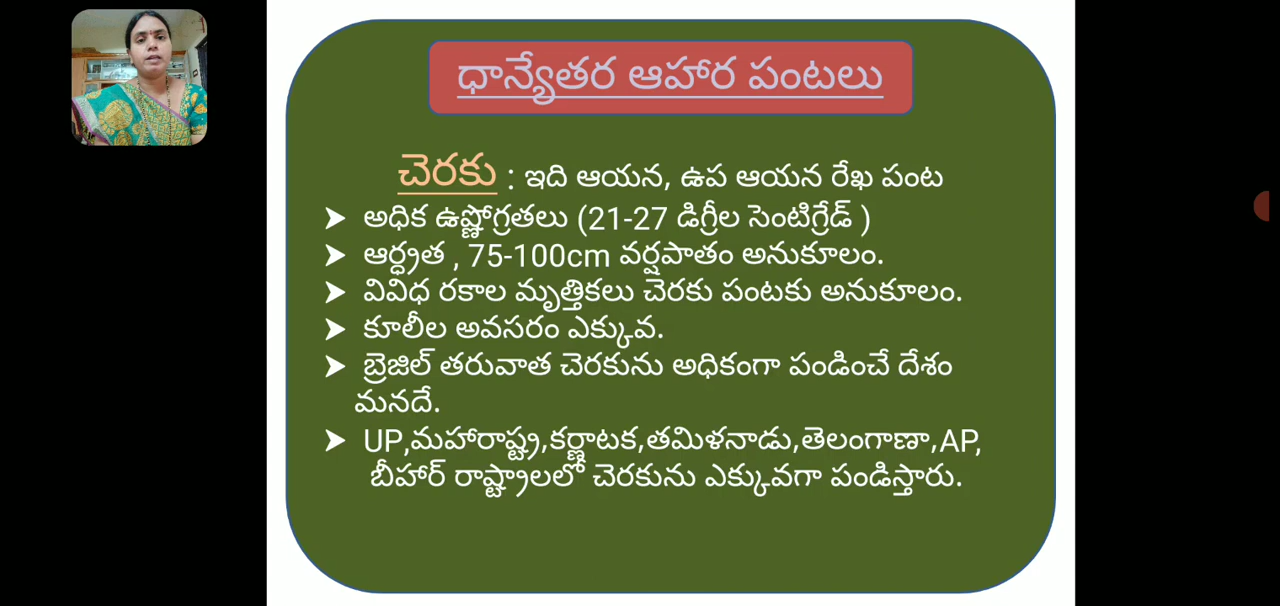 ధాన్యేతర ఆహార పంటలు
చెరకు : ఇది ఆయన, ఉప ఆయన రేఖ పంట
➤ అధిక ఉష్ణోగ్రతలు (21-27 డిగ్రీల సెంటిగ్రేడ్ )
➤ ఆర్ద్రత , 75-100cm వర్షపాతం అనుకూలం.
➤ వివిధ రకాల మృత్తికలు చెరకు పంటకు అనుకూలం.
➤ కూలీల అవసరం ఎక్కువ.
➤ బ్రెజిల్ తరువాత చెరకును అధికంగా పండించే దేశం
మనదే.
➤ UP,మహారాష్ట్ర,కర్ణాటక,తమిళనాడు,తెలంగాణా,AP,
బీహార్ రాష్ట్రాలలో చెరకును ఎక్కువగా పండిస్తారు.